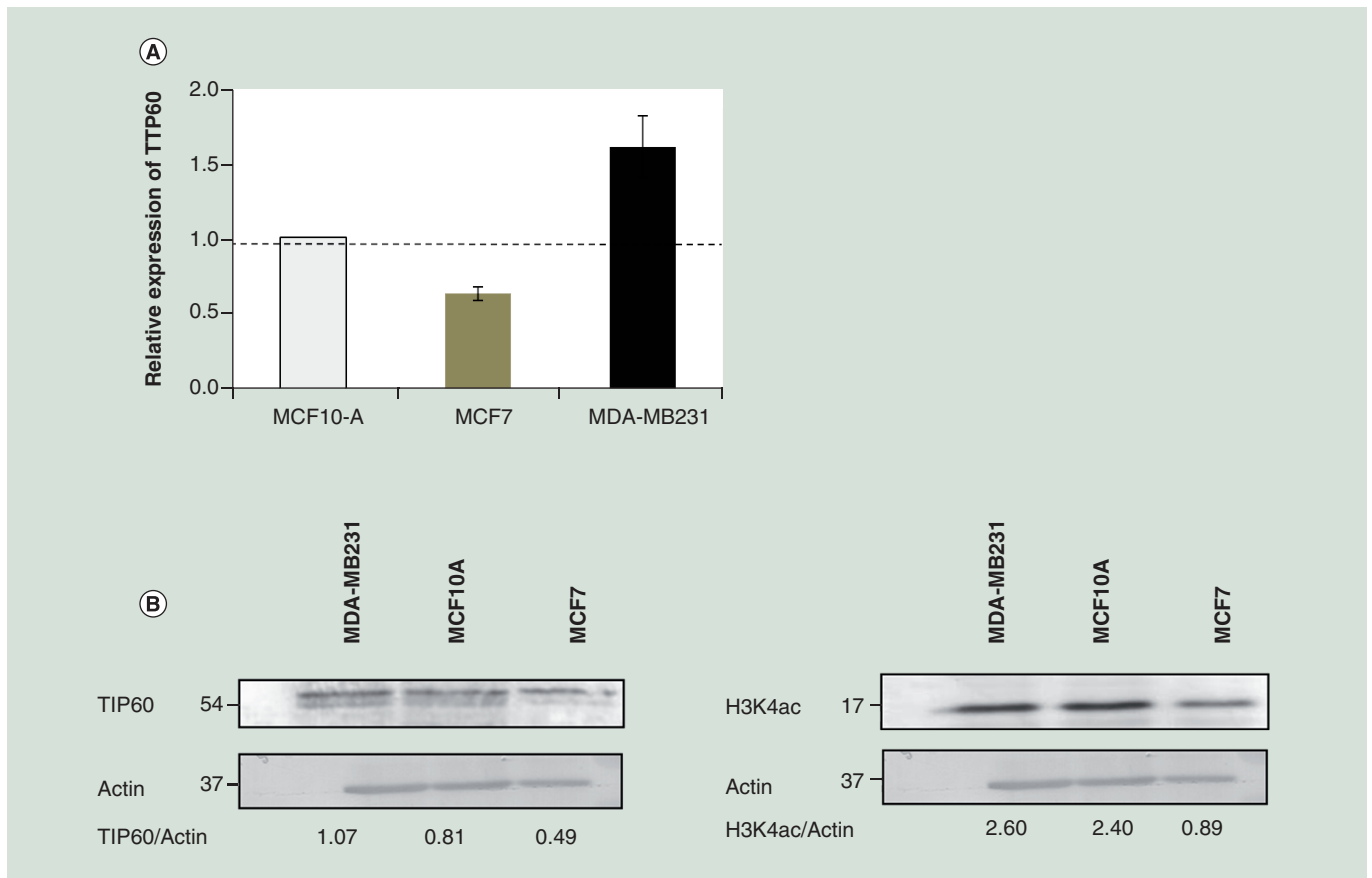 A
Relative expression of TTP60
2.0
1.5
1.0
0.5
0.0
MCF10-A MCF7 MDA-MB231
B
MDA-MB231 MCF10A MCF7
TIP60 54
Actin 37
TIP60/Actin 1.07 0.81 0.49
MDA-MB231 MCF10A MCF7
H3K4ac 17
Actin 37
H3K4ac/Actin 2.60 2.40 0.89